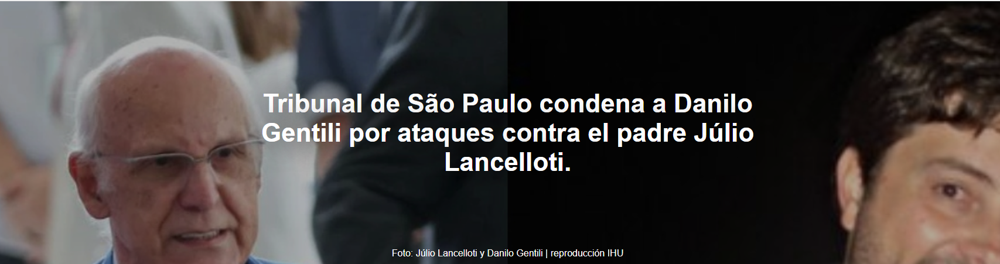 Tribunal de São Paulo condena a Danilo
Gentili por ataques contra el padre Júlio
Lancelloti.
Foto: Júlio Lancelloti y Danilo Gentili | reproducción IHU